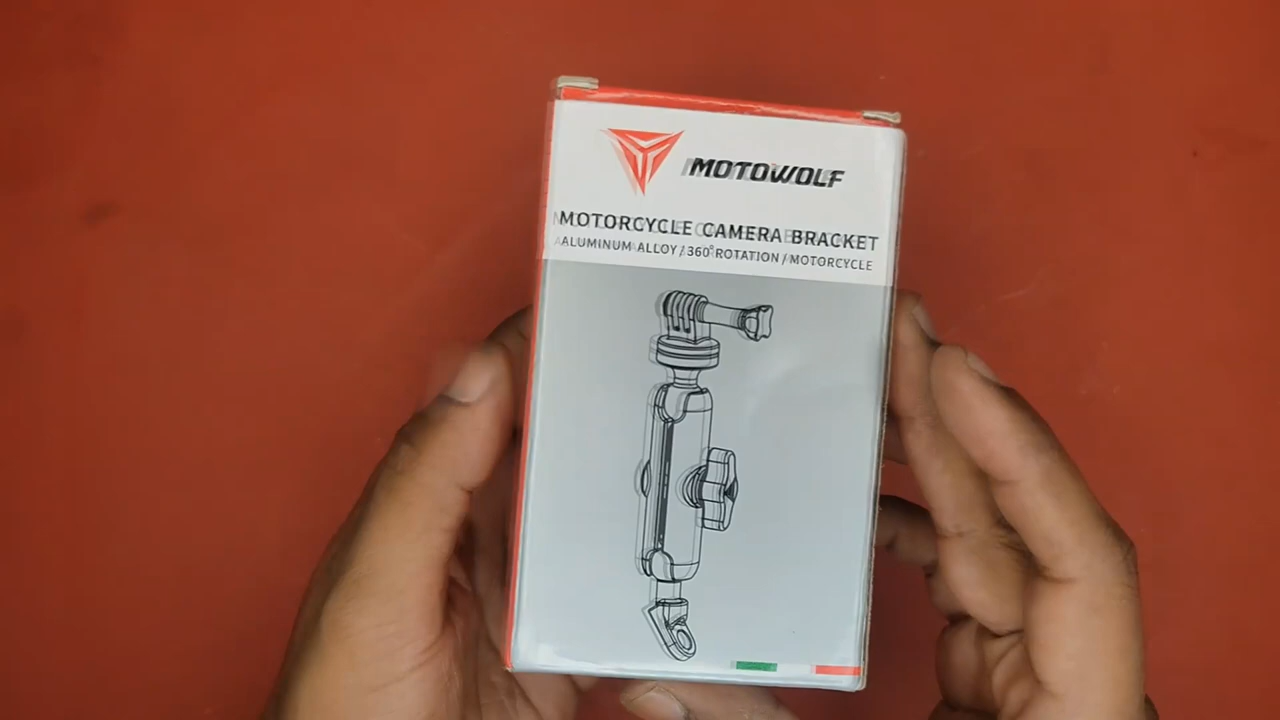 MOTOWOLF
MOTORCYCLE CAMERA BRACKET
ALUMINUM ALLOY / 360° ROTATION / MOTORCYCLE